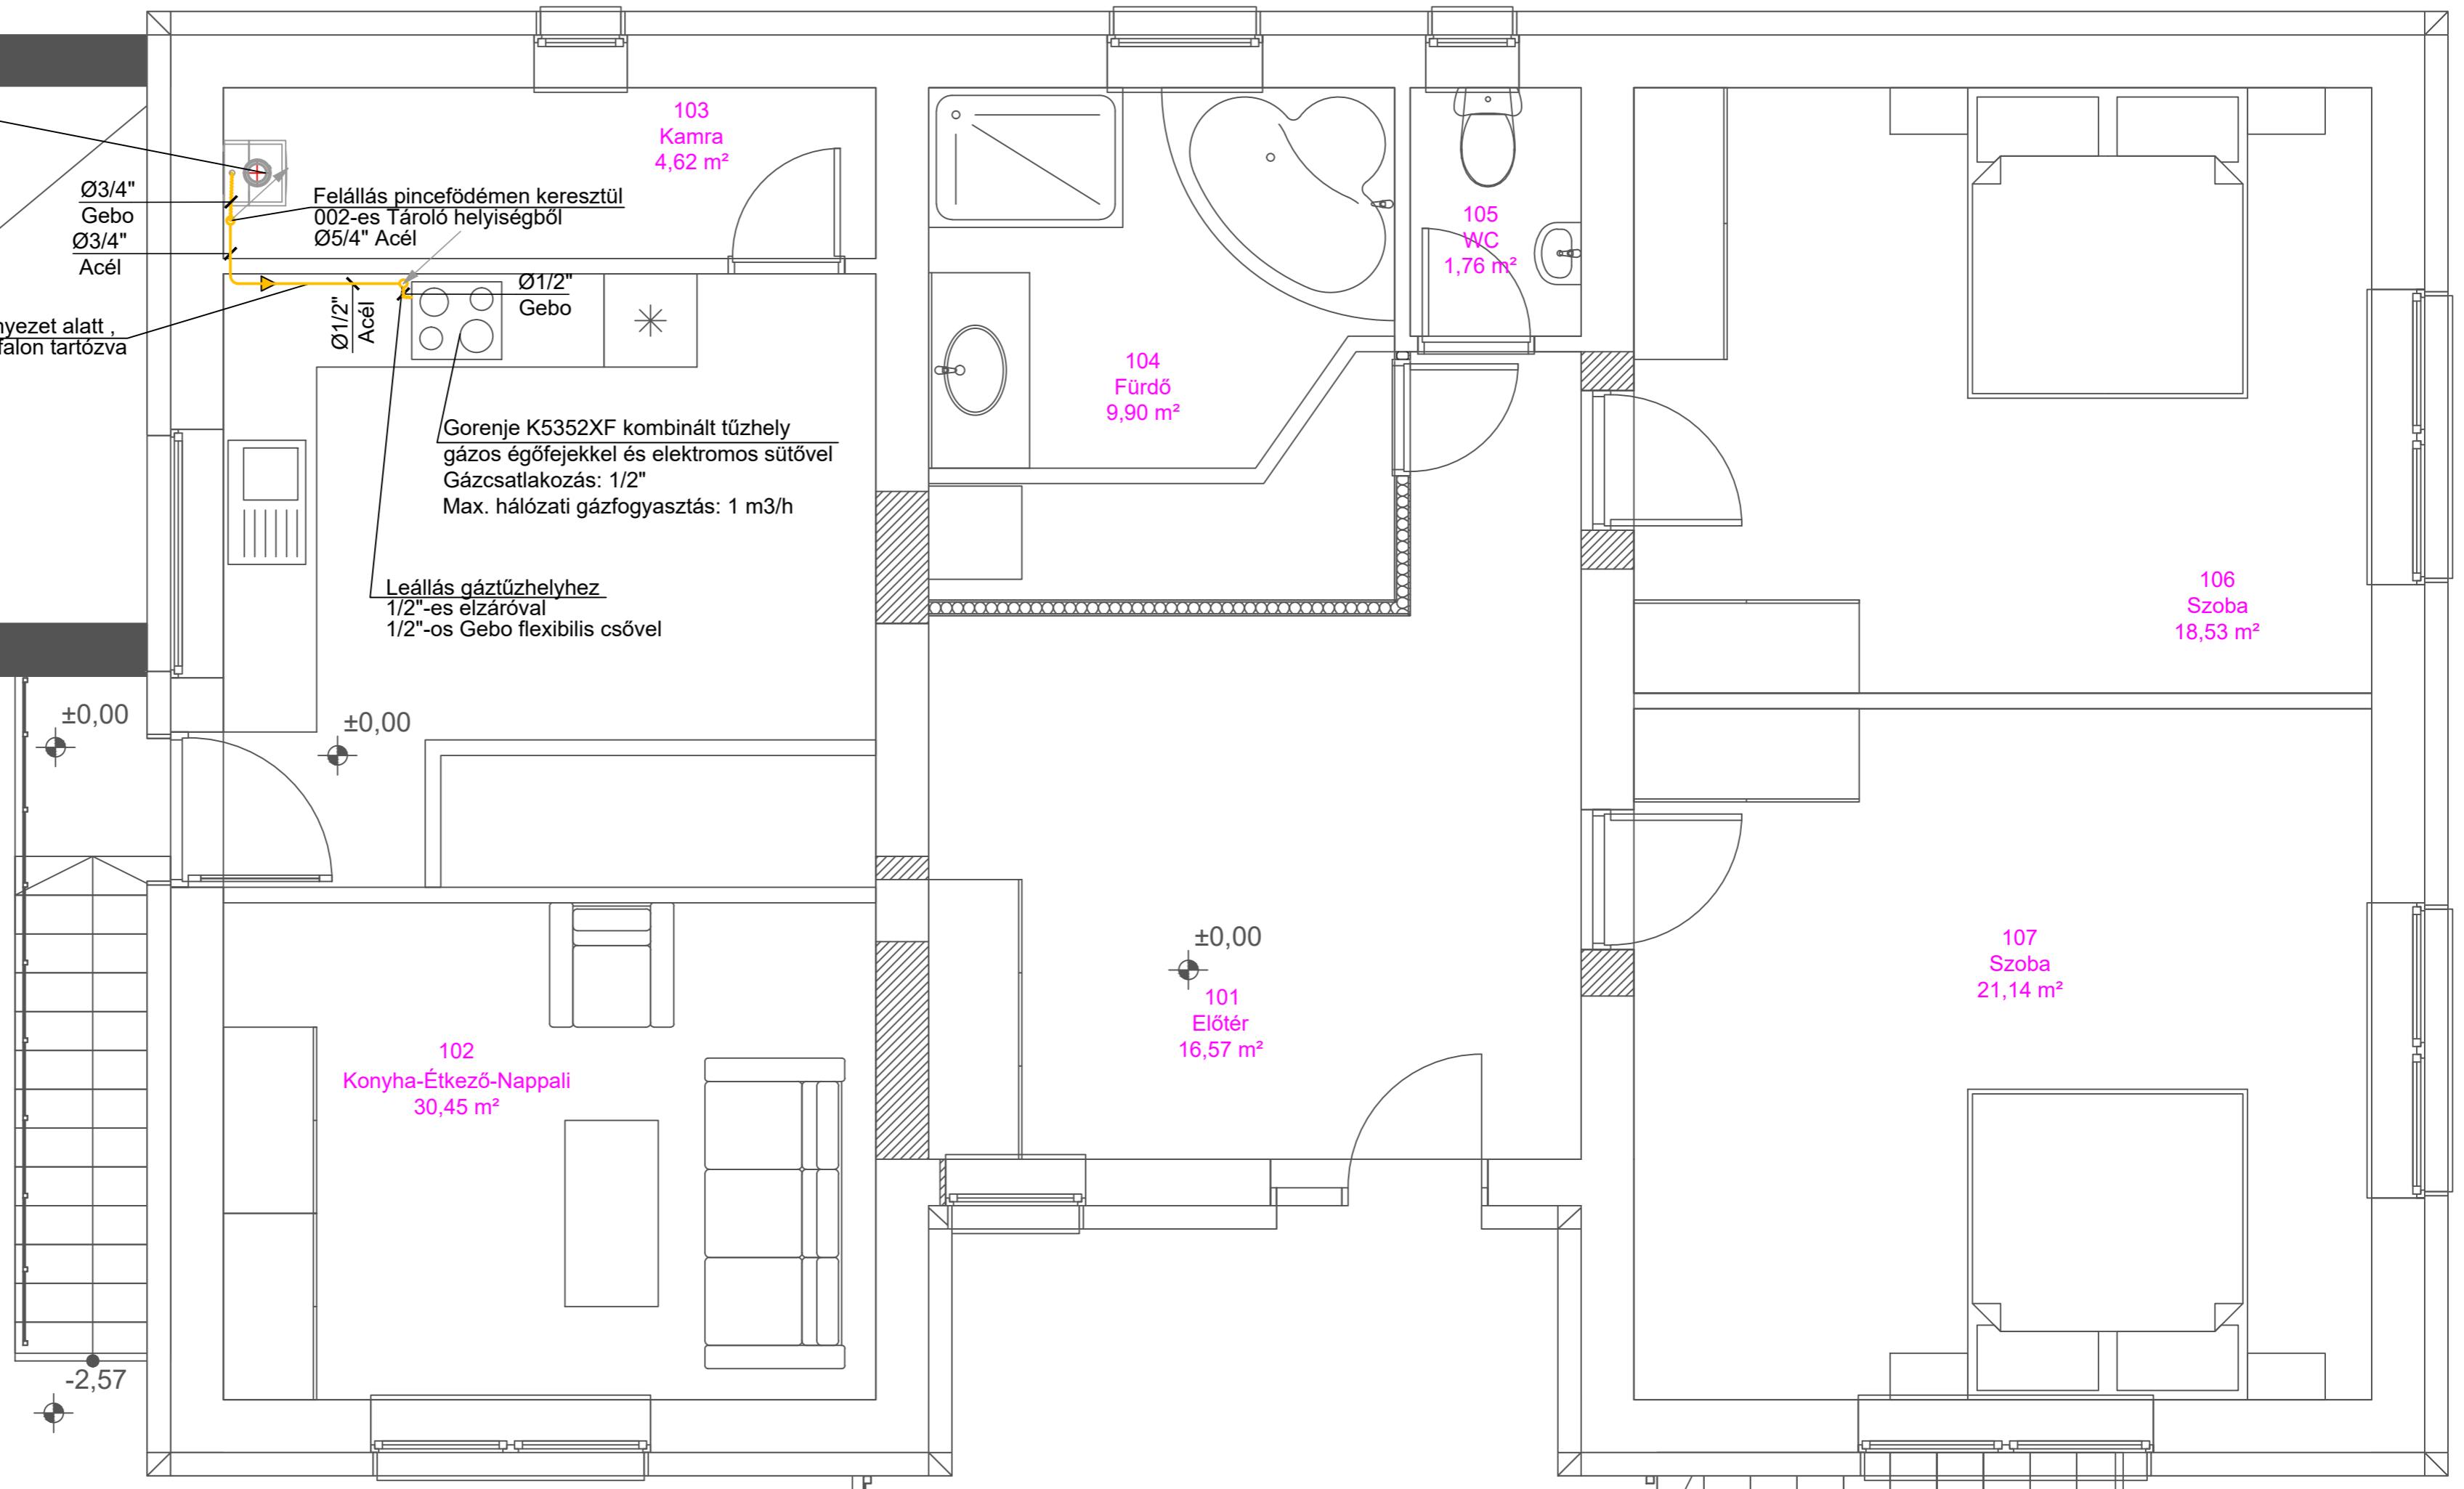 103
Kamra
4,62 m²
Ø3/4"
Gebo
Ø3/4"
Acél
Felállás pincefödémen keresztül
002-es Tároló helyiségből
Ø5/4" Acél
Ø1/2"
Acél
Ø1/2"
Gebo
alatt ,
falon tartózva
Gorenje K5352XF kombinált tűzhely
gázos égőfejekkel és elektromos sütővel
Gázcsatlakozás: 1/2"
Max. hálózati gázfogyasztás: 1 m3/h
Leállás gáztűzhelyhez
1/2"-es elzáróval
1/2"-os Gebo flexibilis csővel
104
Fürdő
9,90 m²
105
WC
1,76 m²
106
Szoba
18,53 m²
±0,00
±0,00
±0,00
101
Előtér
16,57 m²
107
Szoba
21,14 m²
102
Konyha-Étkező-Nappali
30,45 m²
-2,57